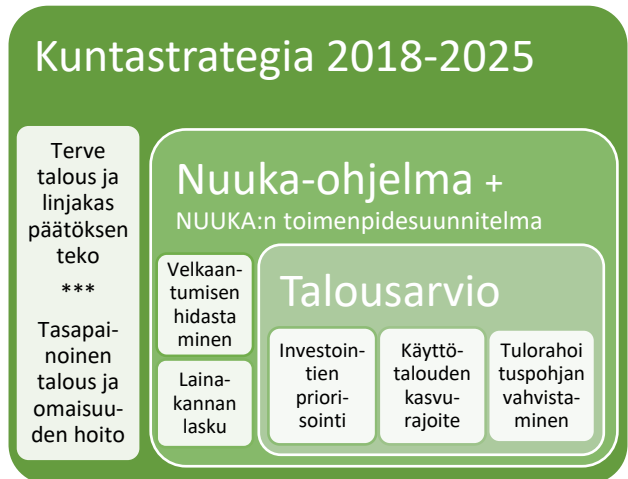 Kuntastrategia 2018-2025
Terve
talous ja
linjakas
päätöksen
teko
***
Tasapai-
noinen
talous ja
omaisuu-
den hoito
Nuuka-ohjelma +
NUUKA:n toimenpidesuunnitelma
Velkaan-
tumisen
hidasta
minen
Laina-
kannan
lasku
Talousarvio
Investoin-
tien
priori-
sointi
Käyttö-
talouden
kasvu-
rajoite
Tulorahoi
tuspohjan
vahvista-
minen